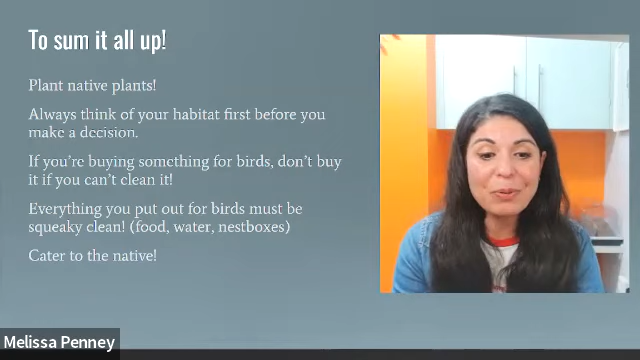 To sum it all up!
Plant native plants!
Always think of your habitat first before you
make a decision.
If you're buying something for birds, don't buy
it if you can't clean it!
Everything you put out for birds must be
squeaky clean! (food, water, nestboxes)
Cater to the native!
Melissa Penney